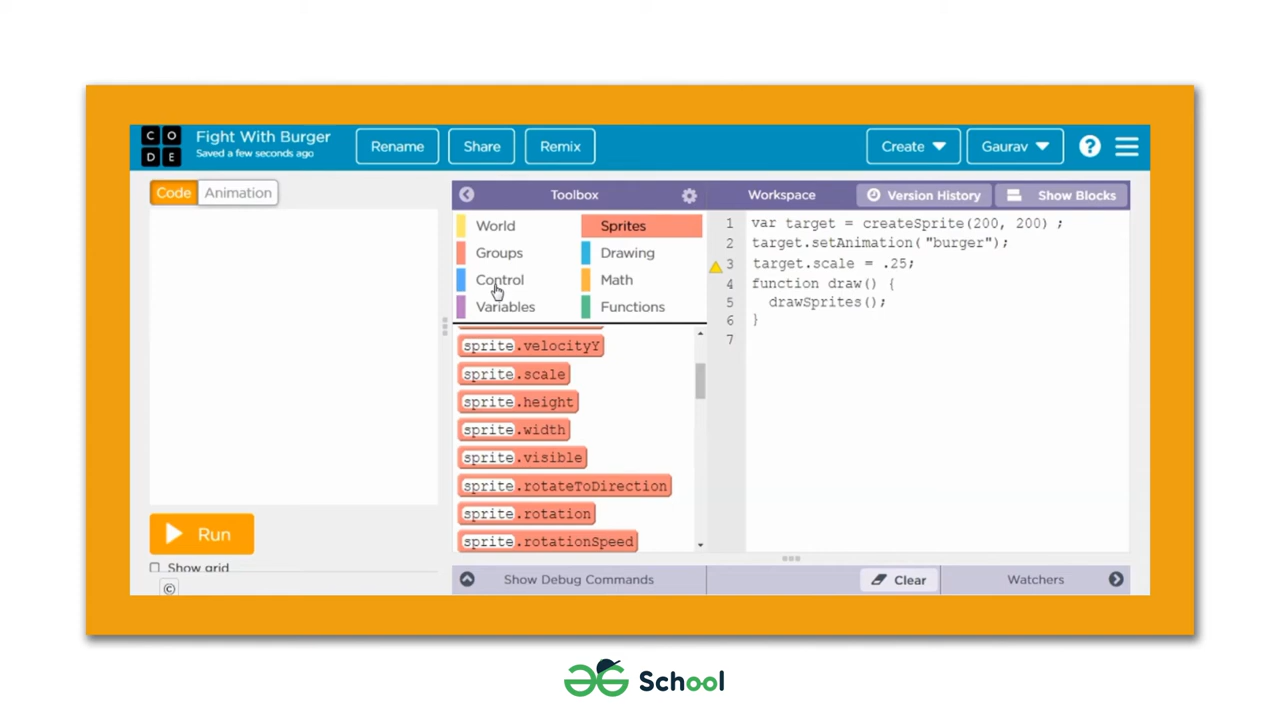 C O D E
Fight With Burger
Saved a few seconds ago
Rename
Share
Remix
Create
Gaurav
?
Code
Animation
Toolbox
Workspace
Version History
Show Blocks
World
Sprites
Groups
Drawing
Control
Math
Variables
Functions
sprite.velocityY
sprite.scale
sprite.height
sprite.width
sprite.visible
sprite.rotateToDirection
sprite.rotation
sprite.rotationSpeed
1 var target = createSprite(200, 200) ;
2 target.setAnimation("burger");
3 target.scale = .25;
4 function draw() {
5 drawSprites();
6 }
7
Run
Show grid
©
Show Debug Commands
Clear
Watchers
School